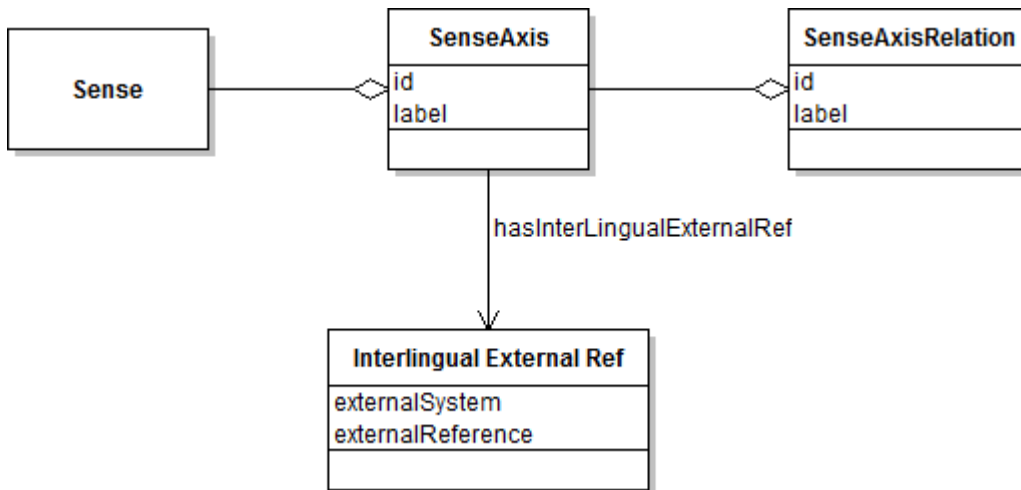 Sense
SenseAxis
id
label
SenseAxisRelation
id
label
hasInterLingualExternalRef
Interlingual External Ref
externalSystem
externalReference